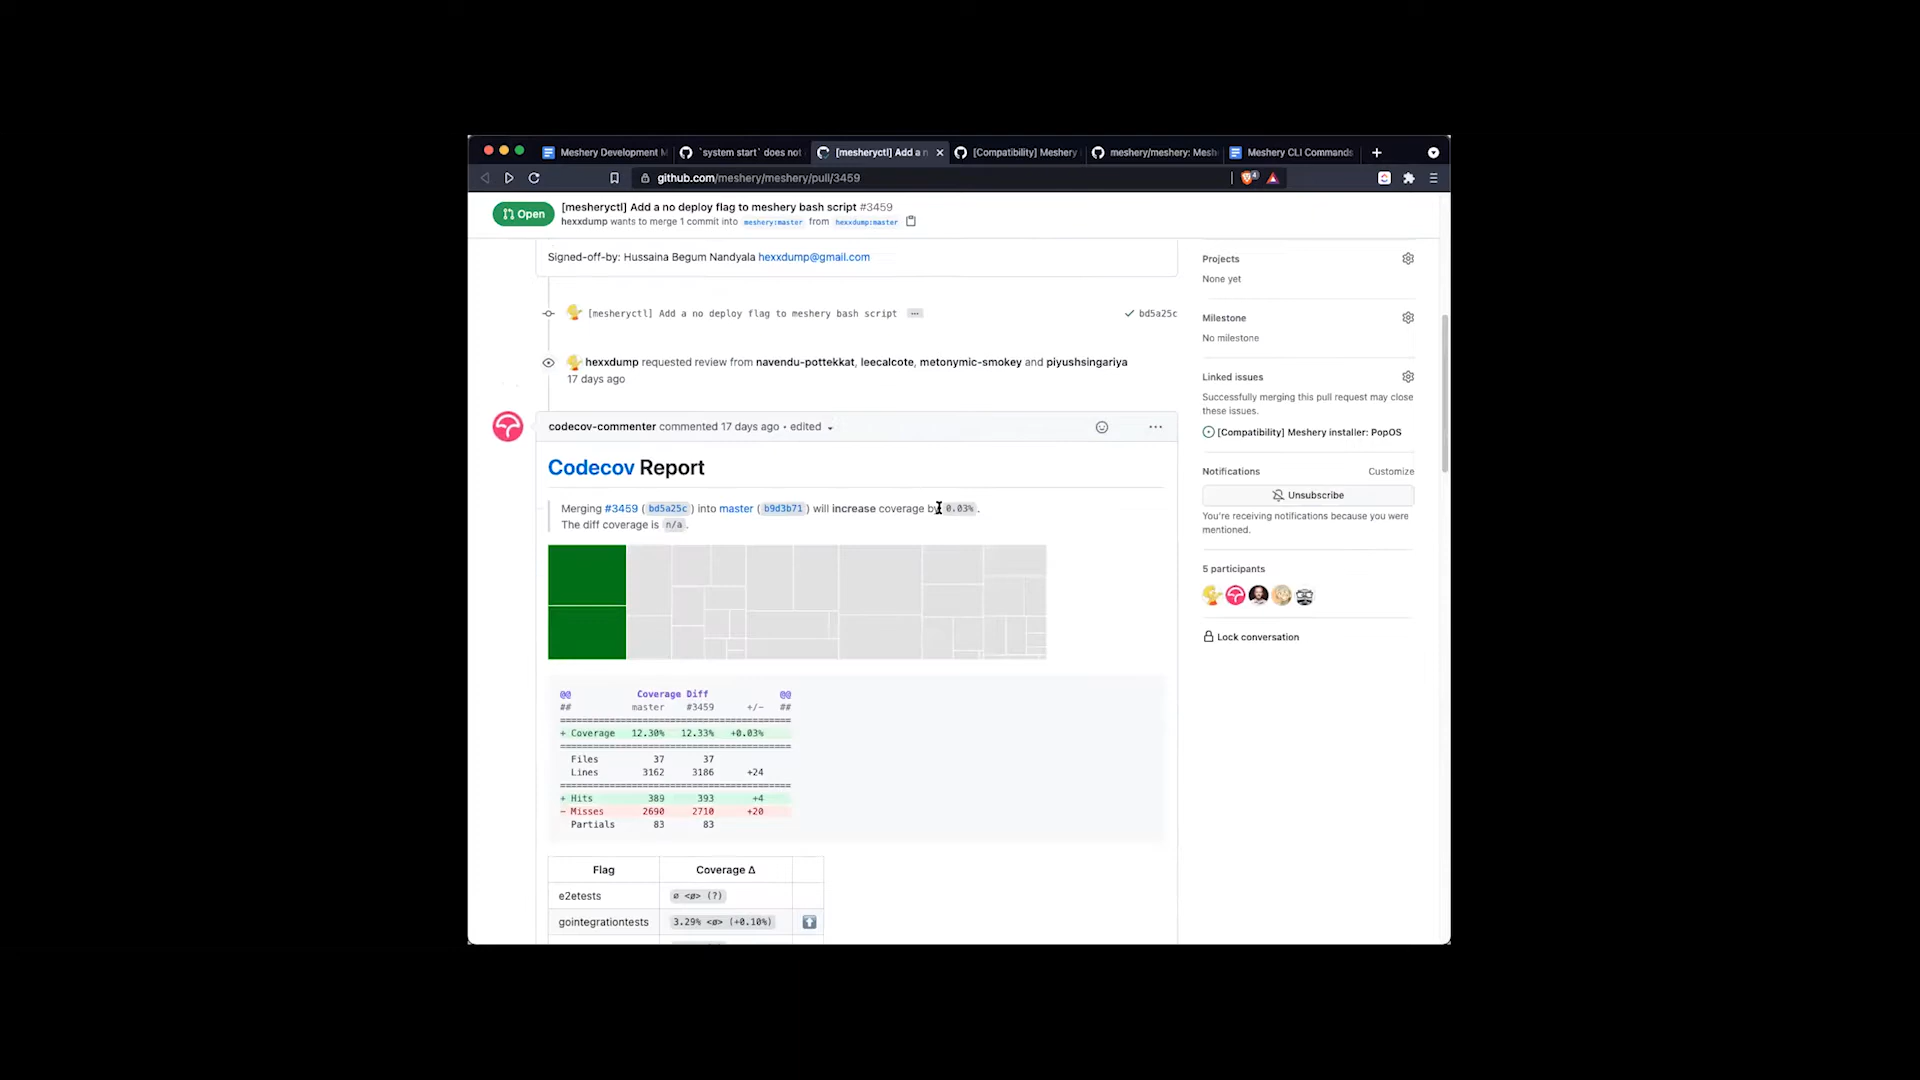 Meshery Development M
`system start` does not
[mesheryctl] Add a n
[Compatibility] Meshery
meshery/meshery: Mesh
Meshery CLI Commands
github.com/meshery/meshery/pull/3459
4
Open
[mesheryctl] Add a no deploy flag to meshery bash script #3459
hexxdump wants to merge 1 commit into meshery:master from hexxdump:master
Signed-off-by: Hussaina Begum Nandyala hexxdump@gmail.com
[mesheryctl] Add a no deploy flag to meshery bash script ...
bd5a25c
hexxdump requested review from navendu-pottekkat, leecalcote, metonymic-smokey and piyushsingariya
17 days ago
codecov-commenter commented 17 days ago • edited
Codecov Report
Merging #3459 (bd5a25c) into master (b9d3b71) will increase coverage by 0.03%.
The diff coverage is n/a.
@@ Coverage Diff @@
## master #3459 +/- ##
===========================================
+ Coverage 12.30% 12.33% +0.03%
===========================================
Files 37 37
Lines 3162 3186 +24
===========================================
+ Hits 389 393 +4
- Misses 2690 2710 +20
Partials 83 83
Flag Coverage Δ
e2etests ø <ø> (?)
gointegrationtests 3.29% <ø> (+0.10%)
Projects
None yet
Milestone
No milestone
Linked issues
Successfully merging this pull request may close
these issues.
[Compatibility] Meshery installer: PopOS
Notifications Customize
Unsubscribe
You're receiving notifications because you were
mentioned.
5 participants
Lock conversation